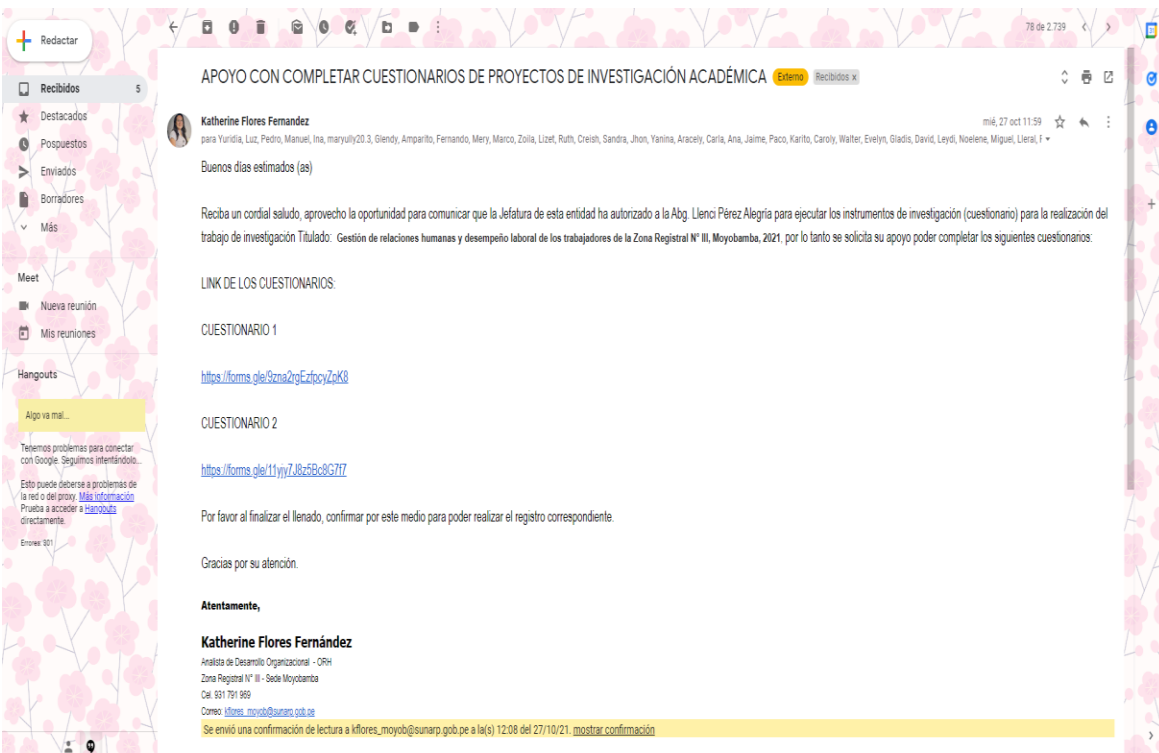 Redactar
78 de 2.739
Recibidos 5
Destacados
Pospuestos
Enviados
Borradores
Más
Meet
Nueva reunión
Mis reuniones
Hangouts
Algo va mal...
Tenemos problemas para conectar
con Google. Seguimos intentándolo...
Esto puede deberse a problemas de
la red o del proxy. Más información
Prueba a acceder a Hangouts
directamente.
Errores: 301
APOYO CON COMPLETAR CUESTIONARIOS DE PROYECTOS DE INVESTIGACIÓN ACADÉMICA Externo Recibidos x
Katherine Flores Fernandez mié, 27 oct 11:59
para Yuridia, Luz, Pedro, Manuel, Ina, maryully20.3, Glendy, Amparito, Fernando, Mery, Marco, Zoila, Lizet, Ruth, Creish, Sandra, Jhon, Yanina, Aracely, Carla, Ana, Jaime, Paco, Karito, Caroly, Walter, Evelyn, Gladis, David, Leydi, Noelene, Miguel, Lleral,
Buenos días estimados (as)
Reciba un cordial saludo, aprovecho la oportunidad para comunicar que la Jefatura de esta entidad ha autorizado a la Abg. Llenci Pérez Alegría para ejecutar los instrumentos de investigación (cuestionario) para la realización del
trabajo de investigación Titulado: Gestión de relaciones humanas y desempeño laboral de los trabajadores de la Zona Registral N° III, Moyobamba, 2021, por lo tanto se solicita su apoyo poder completar los siguientes cuestionarios:
LINK DE LOS CUESTIONARIOS:
CUESTIONARIO 1
https://forms.gle/9zna2rgEzfpcyZpK8
CUESTIONARIO 2
https://forms.gle/11yjy7J8z5Bc8G7f7
Por favor al finalizar el llenado, confirmar por este medio para poder realizar el registro correspondiente.
Gracias por su atención.
Atentamente,
Katherine Flores Fernández
Analista de Desarrollo Organizacional - ORH
Zona Registral N° III - Sede Moyobamba
Cel. 931 791 969
Correo: kflores_moyob@sunarp.gob.pe
Se envió una confirmación de lectura a kflores_moyob@sunarp.gob.pe a la(s) 12:08 del 27/10/21. mostrar confirmación